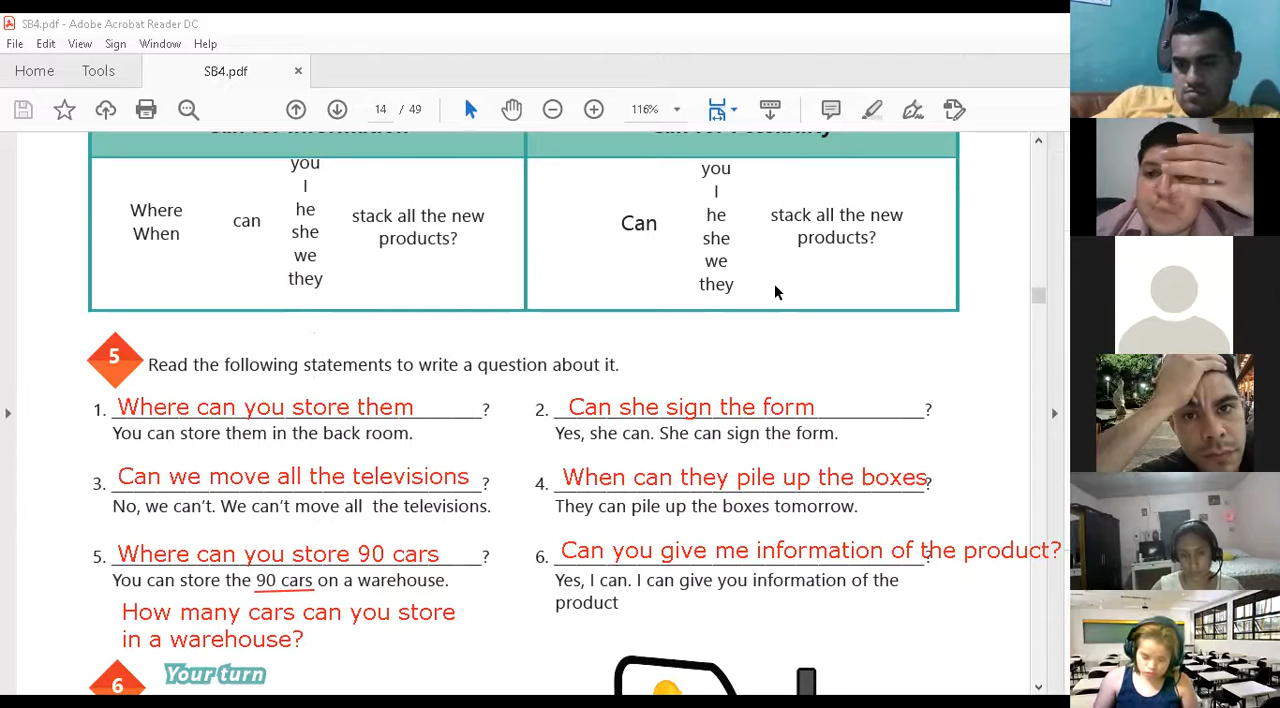 SB4.pdf - Adobe Acrobat Reader DC
File Edit View Sign Window Help
Home Tools SB4.pdf ×
14 / 49 116%
you
I
he
she
we
they
Where
When
can
stack all the new
products?
Can
you
I
he
she
we
they
stack all the new
products?
5 Read the following statements to write a question about it.
1. Where can you store them ?
You can store them in the back room.
2. Can she sign the form ?
Yes, she can. She can sign the form.
3. Can we move all the televisions ?
No, we can't. We can't move all the televisions.
4. When can they pile up the boxes ?
They can pile up the boxes tomorrow.
5. Where can you store 90 cars ?
You can store the 90 cars on a warehouse.
How many cars can you store
in a warehouse?
6. Can you give me information of the product? ?
Yes, I can. I can give you information of the
product
6 Your turn